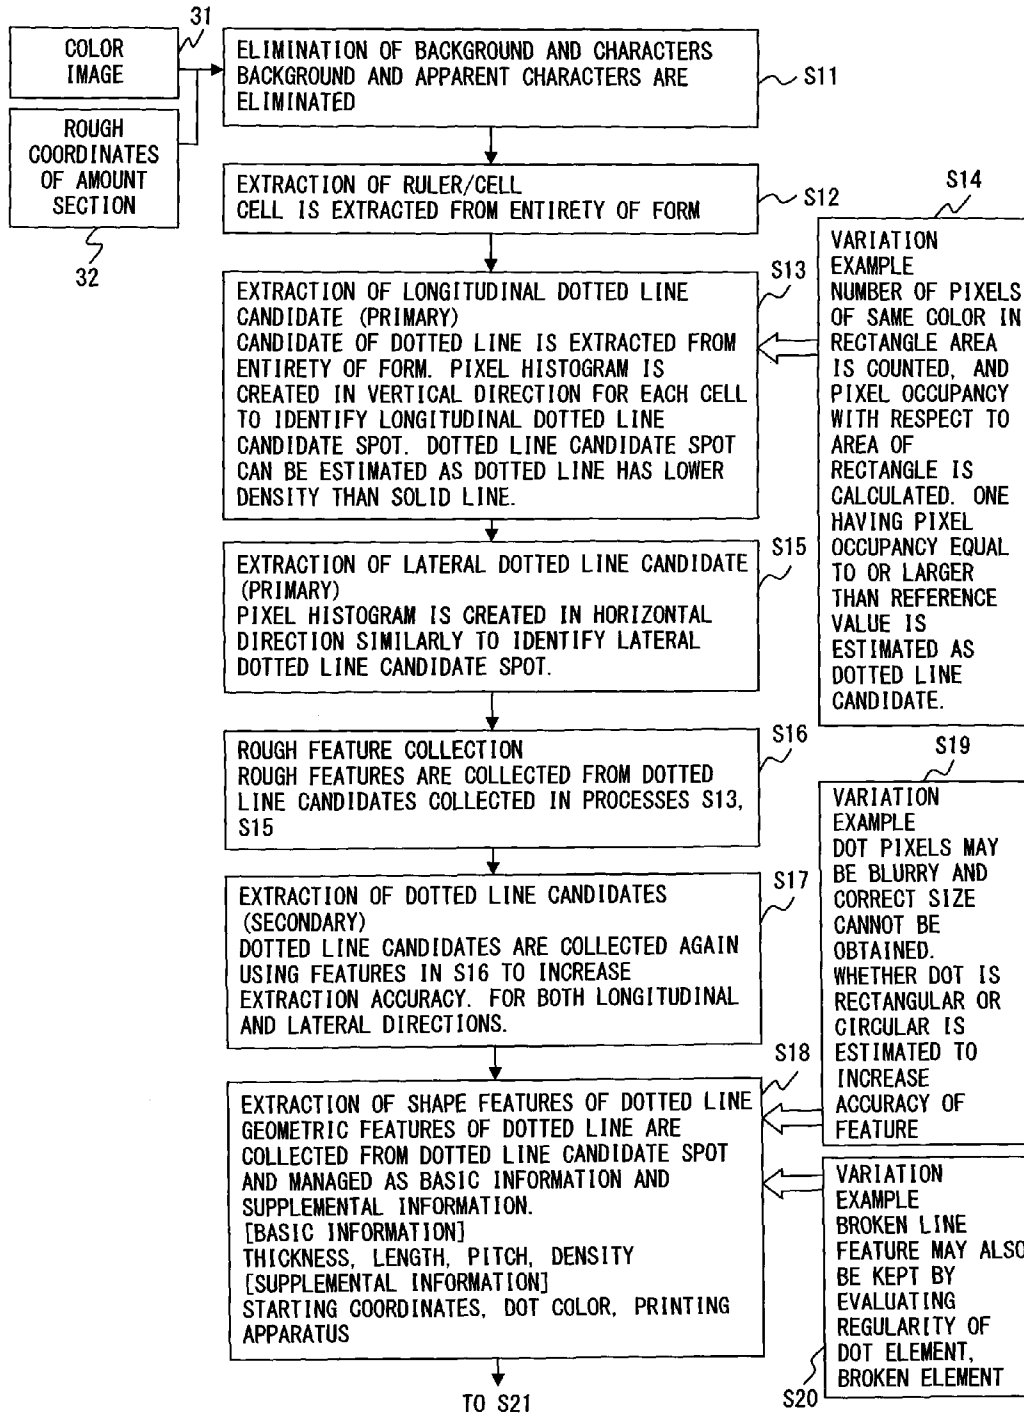 31
COLOR
IMAGE
ROUGH
COORDINATES
OF AMOUNT
SECTION
32
ELIMINATION OF BACKGROUND AND CHARACTERS
BACKGROUND AND APPARENT CHARACTERS ARE
ELIMINATED
S11
EXTRACTION OF RULER/CELL
CELL IS EXTRACTED FROM ENTIRETY OF FORM
S12
EXTRACTION OF LONGITUDINAL DOTTED LINE
CANDIDATE (PRIMARY)
CANDIDATE OF DOTTED LINE IS EXTRACTED FROM
ENTIRETY OF FORM. PIXEL HISTOGRAM IS
CREATED IN VERTICAL DIRECTION FOR EACH CELL
TO IDENTIFY LONGITUDINAL DOTTED LINE
CANDIDATE SPOT. DOTTED LINE CANDIDATE SPOT
CAN BE ESTIMATED AS DOTTED LINE HAS LOWER
DENSITY THAN SOLID LINE.
S13
S14
VARIATION
EXAMPLE
NUMBER OF PIXELS
OF SAME COLOR IN
RECTANGLE AREA
IS COUNTED, AND
PIXEL OCCUPANCY
WITH RESPECT TO
AREA OF
RECTANGLE IS
CALCULATED. ONE
HAVING PIXEL
OCCUPANCY EQUAL
TO OR LARGER
THAN REFERENCE
VALUE IS
ESTIMATED AS
DOTTED LINE
CANDIDATE.
EXTRACTION OF LATERAL DOTTED LINE CANDIDATE
(PRIMARY)
PIXEL HISTOGRAM IS CREATED IN HORIZONTAL
DIRECTION SIMILARLY TO IDENTIFY LATERAL
DOTTED LINE CANDIDATE SPOT.
S15
ROUGH FEATURE COLLECTION
ROUGH FEATURES ARE COLLECTED FROM DOTTED
LINE CANDIDATES COLLECTED IN PROCESSES S13,
S15
S16
EXTRACTION OF DOTTED LINE CANDIDATES
(SECONDARY)
DOTTED LINE CANDIDATES ARE COLLECTED AGAIN
USING FEATURES IN S16 TO INCREASE
EXTRACTION ACCURACY. FOR BOTH LONGITUDINAL
AND LATERAL DIRECTIONS.
S17
EXTRACTION OF SHAPE FEATURES OF DOTTED LINE
GEOMETRIC FEATURES OF DOTTED LINE ARE
COLLECTED FROM DOTTED LINE CANDIDATE SPOT
AND MANAGED AS BASIC INFORMATION AND
SUPPLEMENTAL INFORMATION.
[BASIC INFORMATION]
THICKNESS, LENGTH, PITCH, DENSITY
[SUPPLEMENTAL INFORMATION]
STARTING COORDINATES, DOT COLOR, PRINTING
APPARATUS
S18
S19
VARIATION
EXAMPLE
DOT PIXELS MAY
BE BLURRY AND
CORRECT SIZE
CANNOT BE
OBTAINED.
WHETHER DOT IS
RECTANGULAR OR
CIRCULAR IS
ESTIMATED TO
INCREASE
ACCURACY OF
FEATURE
VARIATION
EXAMPLE
BROKEN LINE
FEATURE MAY ALSO
BE KEPT BY
EVALUATING
REGULARITY OF
DOT ELEMENT,
BROKEN ELEMENT
S20
TO S21